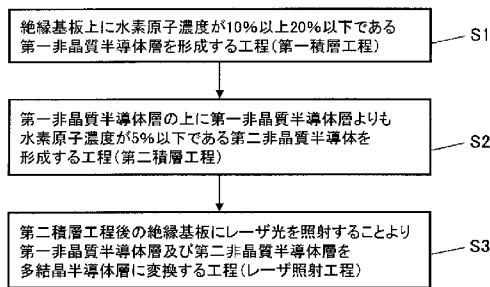 絶縁基板上に水素原子濃度が10%以上20%以下である
第一非晶質半導体層を形成する工程(第一積層工程)
S1
第一非晶質半導体層の上に第一非晶質半導体層よりも
水素原子濃度が5%以下である第二非晶質半導体を
形成する工程(第二積層工程)
S2
第二積層工程後の絶縁基板にレーザ光を照射することより
第一非晶質半導体層及び第二非晶質半導体層を
多結晶半導体層に変換する工程(レーザ照射工程)
S3